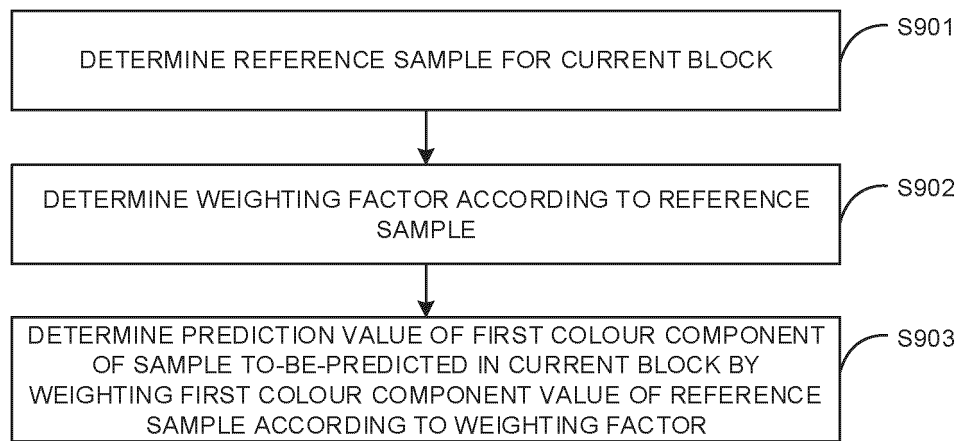 S901
DETERMINE REFERENCE SAMPLE FOR CURRENT BLOCK
S902
DETERMINE WEIGHTING FACTOR ACCORDING TO REFERENCE
SAMPLE
S903
DETERMINE PREDICTION VALUE OF FIRST COLOUR COMPONENT
OF SAMPLE TO-BE-PREDICTED IN CURRENT BLOCK BY
WEIGHTING FIRST COLOUR COMPONENT VALUE OF REFERENCE
SAMPLE ACCORDING TO WEIGHTING FACTOR